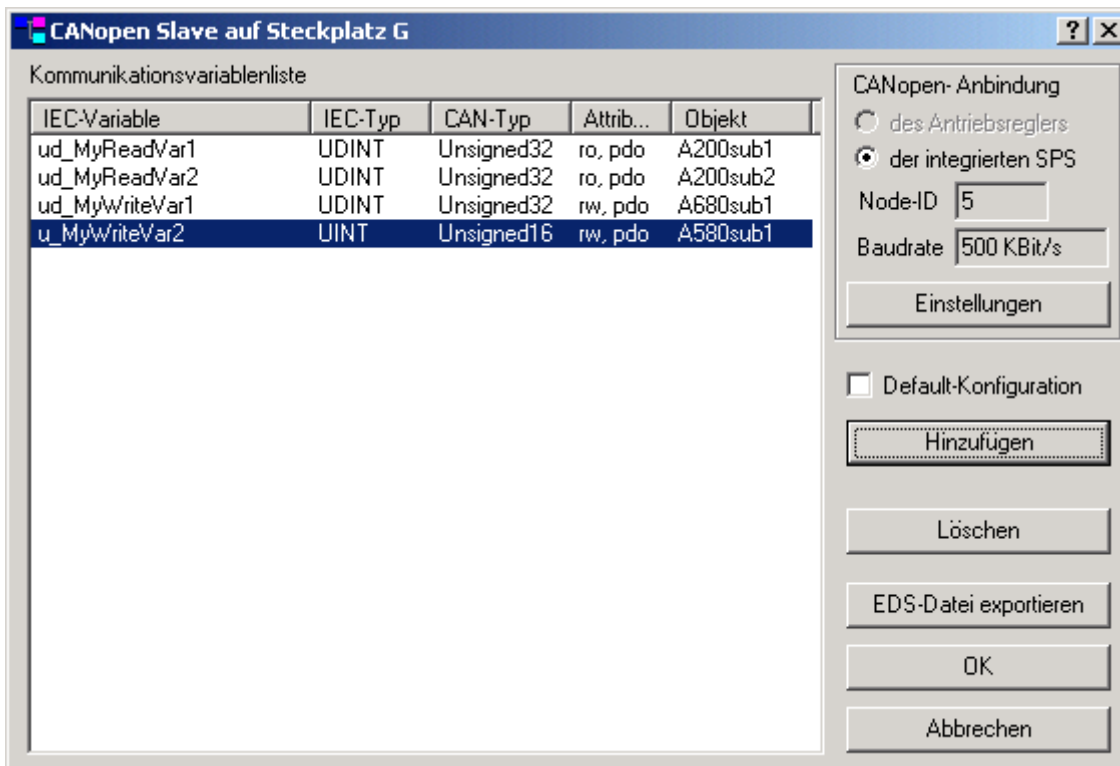 CANopen Slave auf Steckplatz G
Kommunikationsvariablenliste
IEC-Variable IEC-Typ CAN-Typ Attrib... Objekt
ud_MyReadVar1 UDINT Unsigned32 ro, pdo A200sub1
ud_MyReadVar2 UDINT Unsigned32 ro, pdo A200sub2
ud_MyWriteVar1 UDINT Unsigned32 rw, pdo A680sub1
u_MyWriteVar2 UINT Unsigned16 rw, pdo A580sub1
CANopen- Anbindung
des Antriebsreglers
der integrierten SPS
Node-ID 5
Baudrate 500 KBit/s
Einstellungen
Default-Konfiguration
Hinzufügen
Löschen
EDS-Datei exportieren
OK
Abbrechen